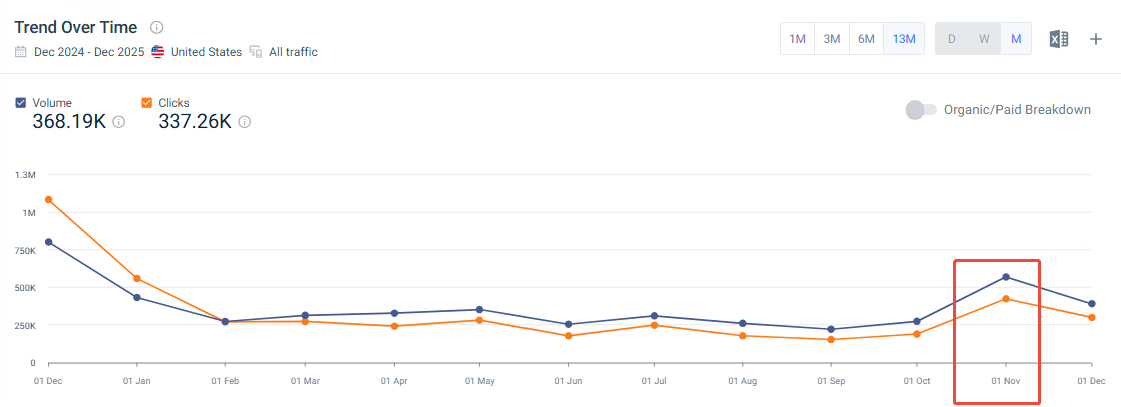 Trend Over Time
Dec 2024 - Dec 2025 United States All traffic
1M 3M 6M 13M D W M
Volume Clicks
368.19K 337.26K
Organic/Paid Breakdown
1.3M
1M
750K
500K
250K
0
01 Dec 01 Jan 01 Feb 01 Mar 01 Apr 01 May 01 Jun 01 Jul 01 Aug 01 Sep 01 Oct 01 Nov 01 Dec